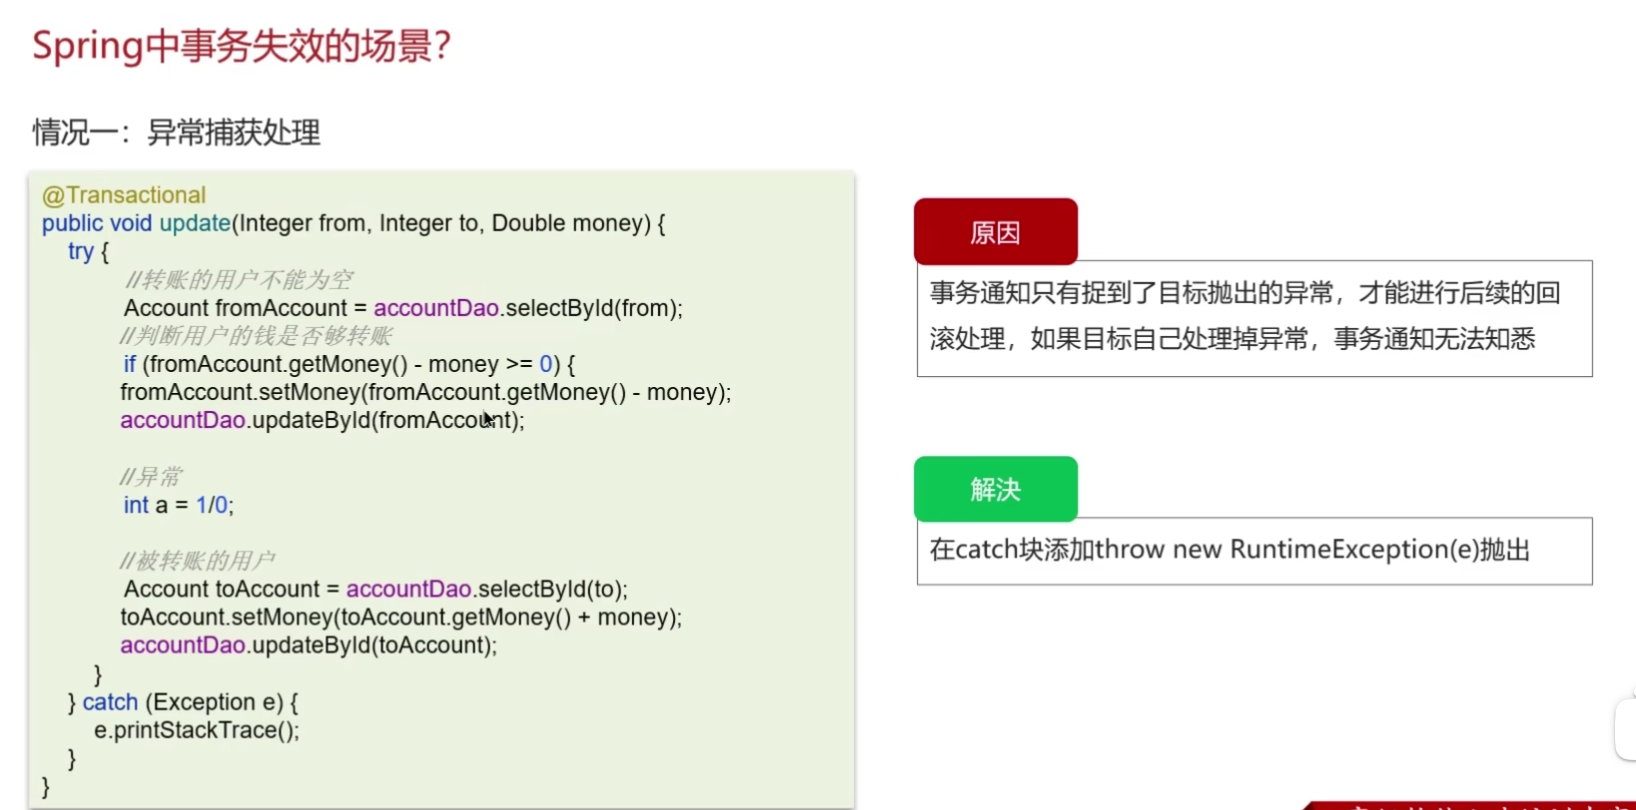 Spring中事务失效的场景?
情况一：异常捕获处理
@Transactional
public void update(Integer from, Integer to, Double money) {
try {
//转账的用户不能为空
Account fromAccount = accountDao.selectById(from);
//判断用户的钱是否够转账
if (fromAccount.getMoney() - money >= 0) {
fromAccount.setMoney(fromAccount.getMoney() - money);
accountDao.updateById(fromAccount);
//异常
int a = 1/0;
//被转账的用户
Account toAccount = accountDao.selectById(to);
toAccount.setMoney(toAccount.getMoney() + money);
accountDao.updateById(toAccount);
}
} catch (Exception e) {
e.printStackTrace();
}
}
原因
事务通知只有捉到了目标抛出的异常，才能进行后续的回
滚处理，如果目标自己处理掉异常，事务通知无法知悉
解决
在catch块添加throw new RuntimeException(e)抛出